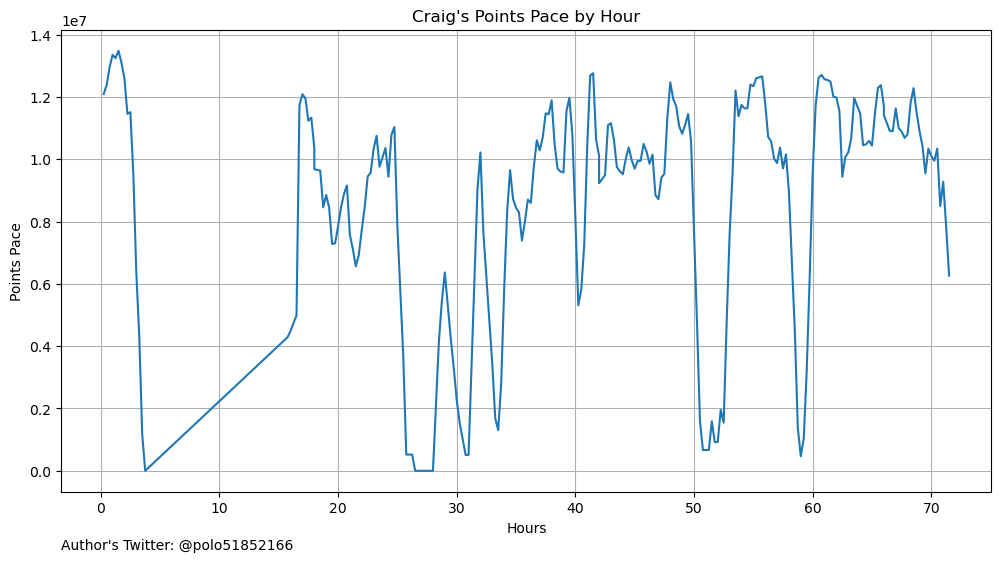 Craig's Points Pace by Hour
1e7
1.4
1.2
1.0
0.8
0.6
0.4
0.2
0.0
Points Pace
0 10 20 30 40 50 60 70
Hours
Author's Twitter: @polo51852166